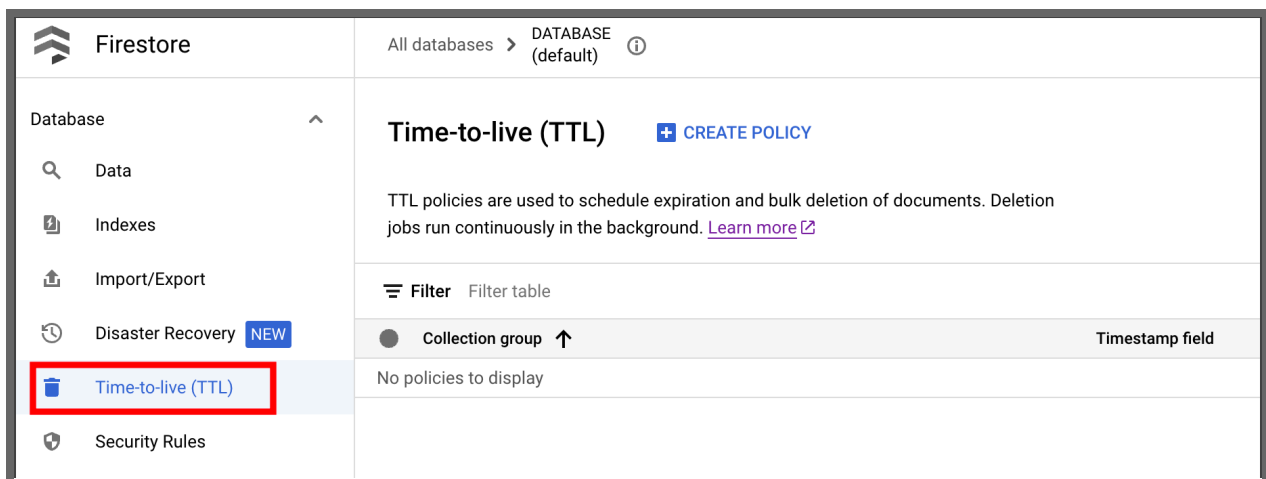 Firestore
All databases
DATABASE
(default)
Database
Data
Indexes
Import/Export
Disaster Recovery NEW
Time-to-live (TTL)
Security Rules
Time-to-live (TTL)
CREATE POLICY
TTL policies are used to schedule expiration and bulk deletion of documents. Deletion
jobs run continuously in the background. Learn more
Filter Filter table
Collection group Timestamp field
No policies to display